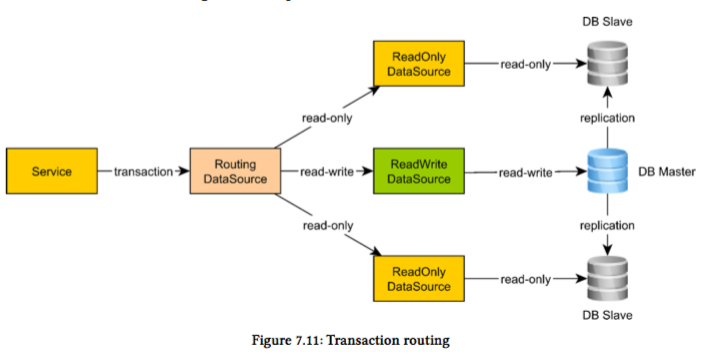 DB Slave
ReadOnly
DataSource
read-only
read-only
replication
Service
transaction
Routing
DataSource
read-write
ReadWrite
DataSource
read-write
DB Master
read-only
replication
ReadOnly
DataSource
read-only
DB Slave
Figure 7.11: Transaction routing